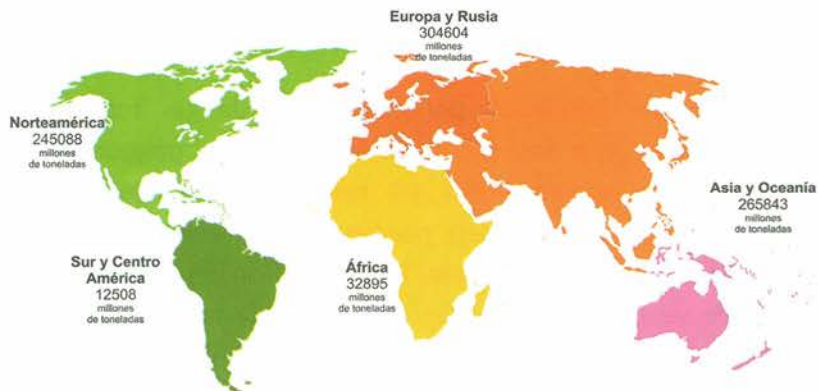 Europa y Rusia
304604
millones
de toneladas
Norteamérica
245088
millones
de toneladas
Asia y Oceanía
265843
millones
de toneladas
Sur y Centro
América
12508
millones
de toneladas
África
32895
millones
de toneladas